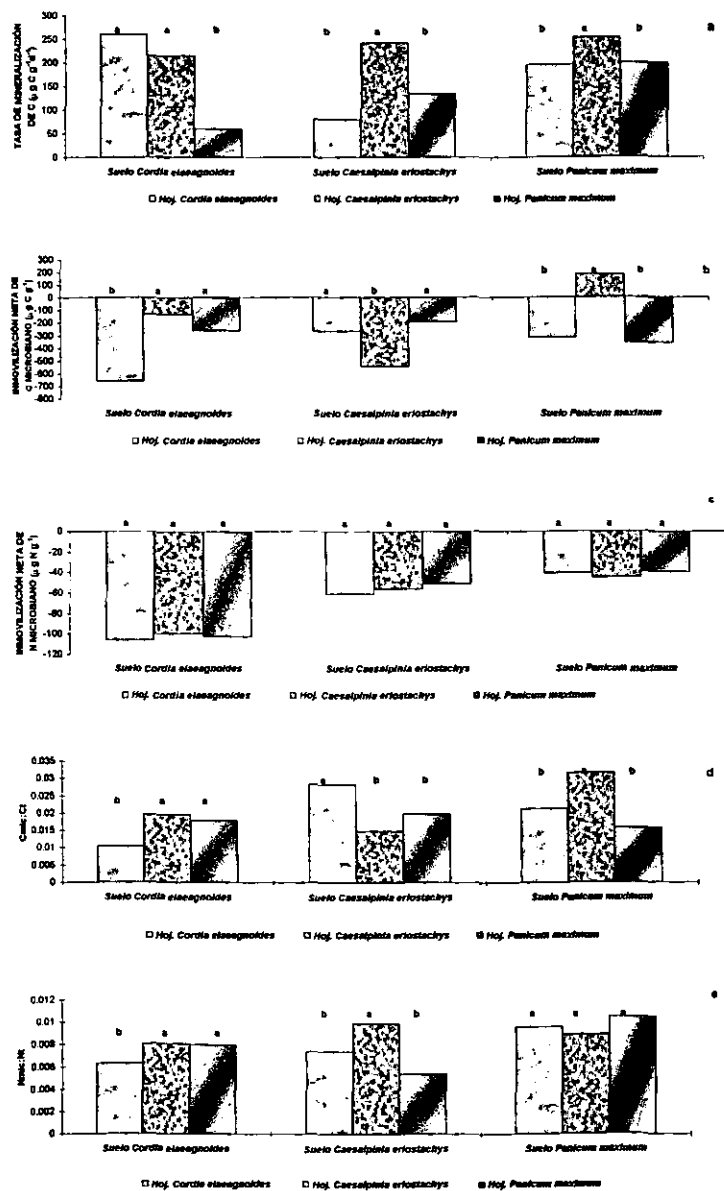 a a b b a b b a b a
300
250
200
150
100
50
0
TASA DE MINERALIZACIÓN
DE C (µg C g⁻¹d⁻¹)
Suelo Cordia elaeagnoides Suelo Caesalpinia eriostachys Suelo Panicum maximum
Hoj. Cordia elaeagnoides Hoj. Caesalpinia eriostachys Hoj. Panicum maximum
b a a a b a b a b b
300
200
100
0
-100
-200
-300
-400
-500
-600
-700
-800
INMOVILIZACIÓN NETA DE
C MICROBIANO (µg C g⁻¹)
Suelo Cordia elaeagnoides Suelo Caesalpinia eriostachys Suelo Panicum maximum
Hoj. Cordia elaeagnoides Hoj. Caesalpinia eriostachys Hoj. Panicum maximum
a a a a a a a a a c
0
-20
-40
-60
-80
-100
-120
INMOVILIZACIÓN NETA DE
N MICROBIANO (µg N g⁻¹)
Suelo Cordia elaeagnoides Suelo Caesalpinia eriostachys Suelo Panicum maximum
Hoj. Cordia elaeagnoides Hoj. Caesalpinia eriostachys Hoj. Panicum maximum
b a a a b b b a b d
0.035
0.03
0.025
0.02
0.015
0.01
0.005
0
Cmic:Ct
Suelo Cordia elaeagnoides Suelo Caesalpinia eriostachys Suelo Panicum maximum
Hoj. Cordia elaeagnoides Hoj. Caesalpinia eriostachys Hoj. Panicum maximum
b a a b a b a a a e
0.012
0.01
0.008
0.006
0.004
0.002
0
Nmic:Nt
Suelo Cordia elaeagnoides Suelo Caesalpinia eriostachys Suelo Panicum maximum
Hoj. Cordia elaeagnoides Hoj. Caesalpinia eriostachys Hoj. Panicum maximum